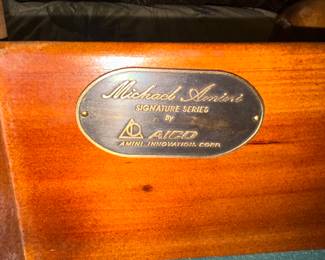 Michael Amini
SIGNATURE SERIES
BY
AICO
AMINI INNOVATION CORP.